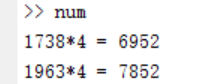 >> num
1738*4 = 6952
1963*4 = 7852